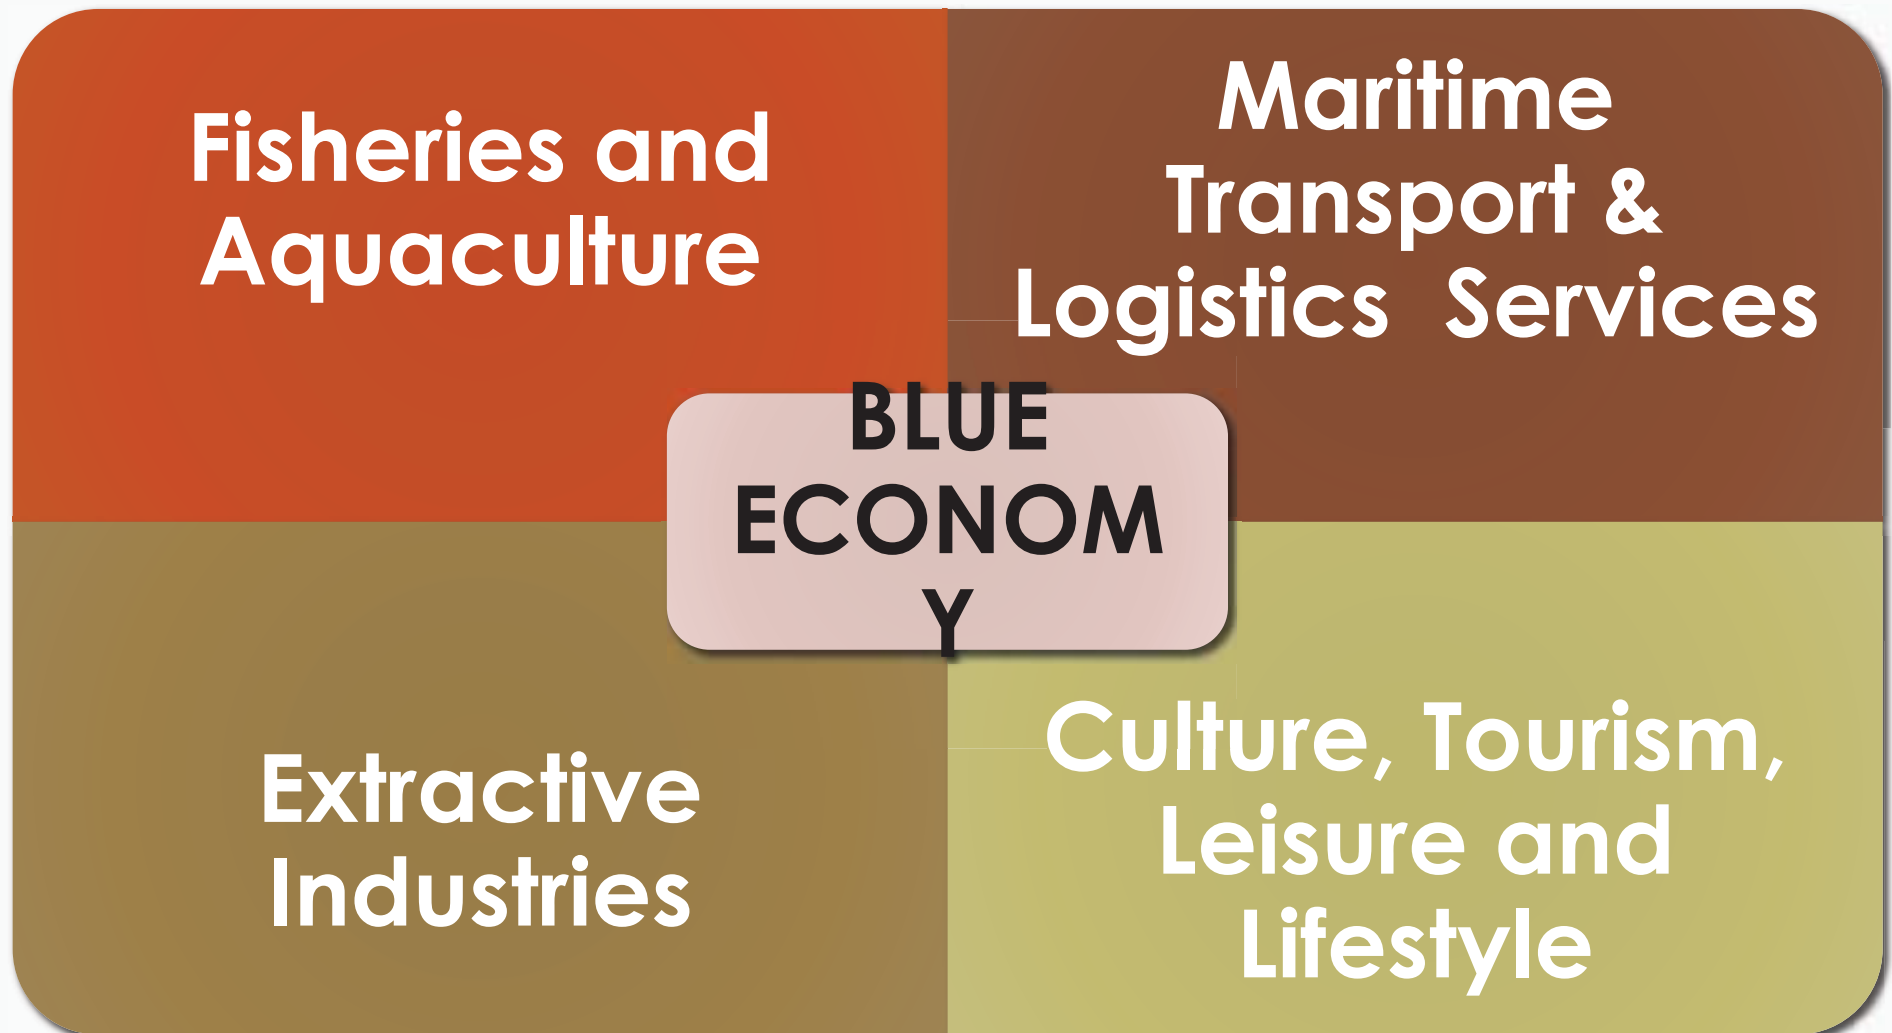 Fisheries and
Aquaculture
Maritime
Transport &
Logistics Services
BLUE
ECONOM
Y
Extractive
Industries
Culture, Tourism,
Leisure and
Lifestyle